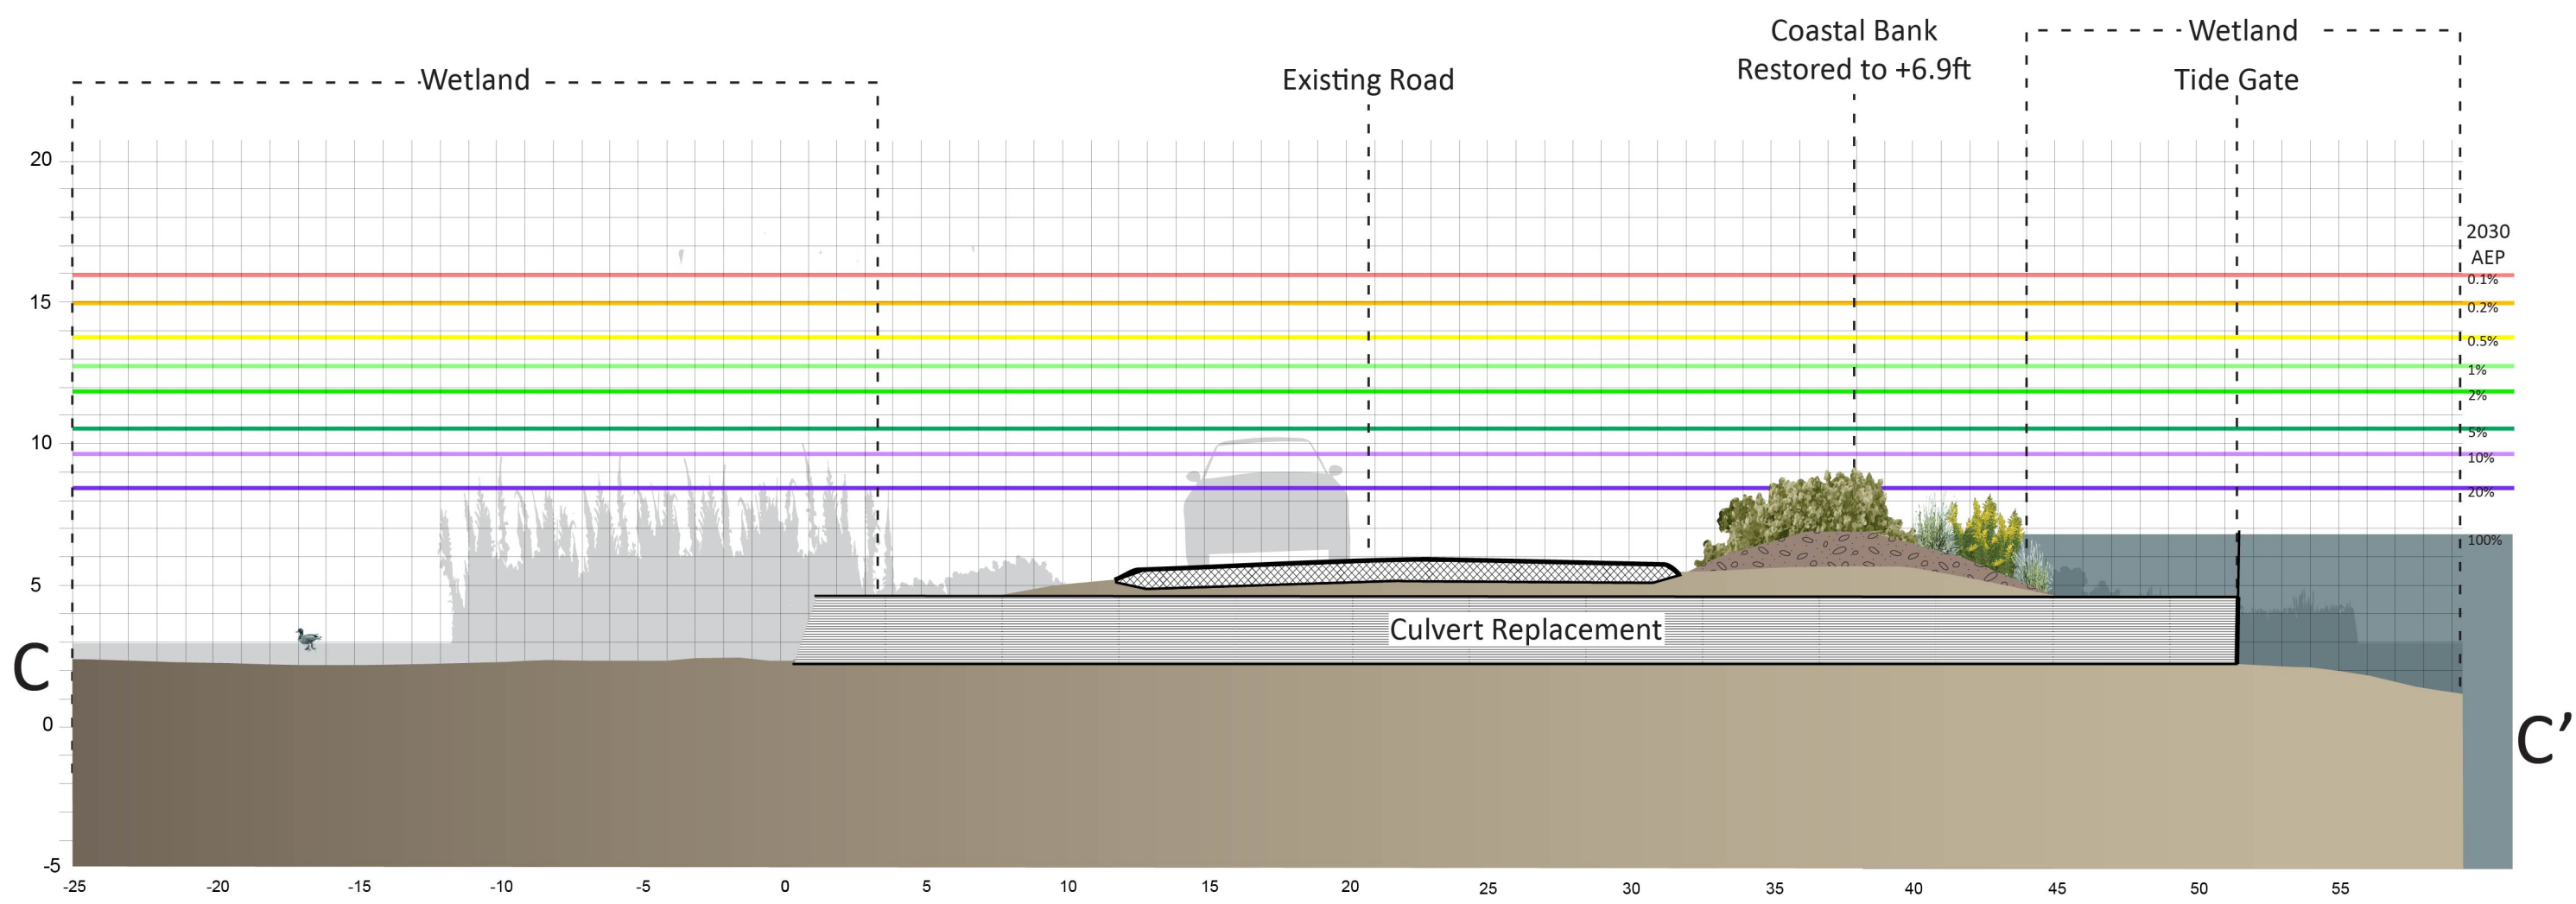 Coastal Bank
Restored to +6.9ft
Wetland
Wetland
Existing Road
Tide Gate
20
15
10
5
0
-5
2030
AEP
0.1%
0.2%
0.5%
1%
2%
5%
10%
20%
100%
Culvert Replacement
C
C’
-25 -20 -15 -10 -5 0 5 10 15 20 25 30 35 40 45 50 55